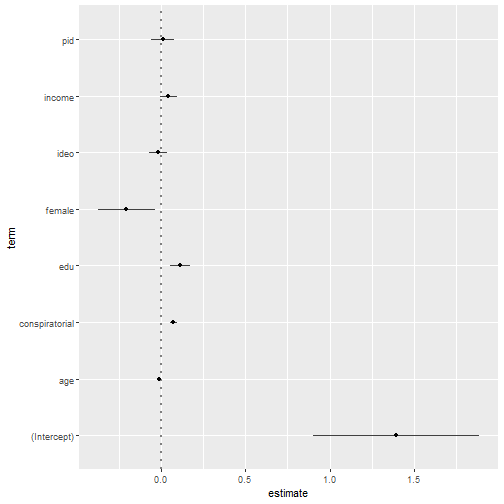 pid
income
ideo
female
edu
conspiratorial
age
(Intercept)
term
0.0 0.5 1.0 1.5
estimate